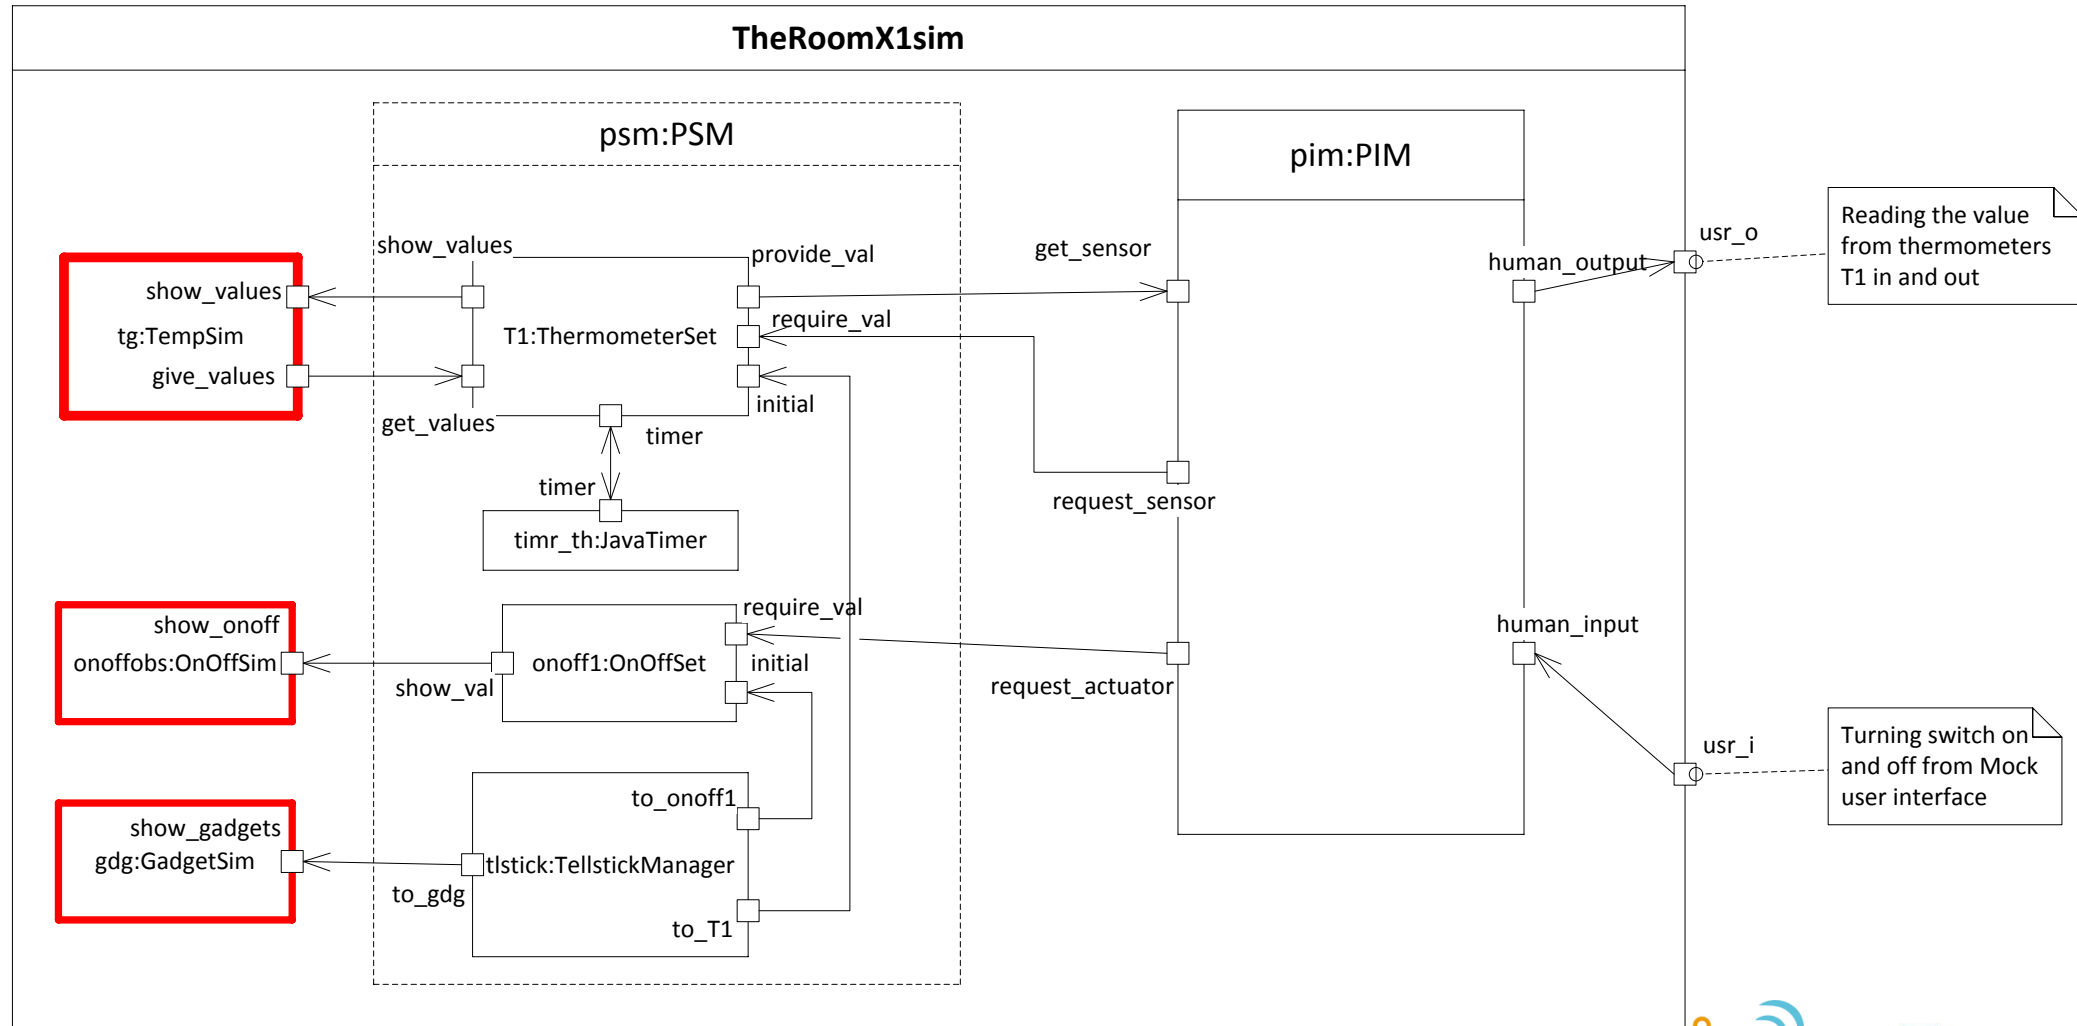 TheRoomX1sim
psm:PSM
pim:PIM
show_values
provide_val
get_sensor
human_output
usr_o
Reading the value
from thermometers
T1 in and out
show_values
tg:TempSim
give_values
T1:ThermometerSet
require_val
initial
get_values
timer
timer
timr_th:JavaTimer
request_sensor
show_onoff
onoffobs:OnOffSim
show_val
onoff1:OnOffSet
require_val
initial
request_actuator
human_input
usr_i
Turning switch on
and off from Mock
user interface
show_gadgets
gdg:GadgetSim
to_gdg
to_onoff1
tlstick:TellstickManager
to_T1